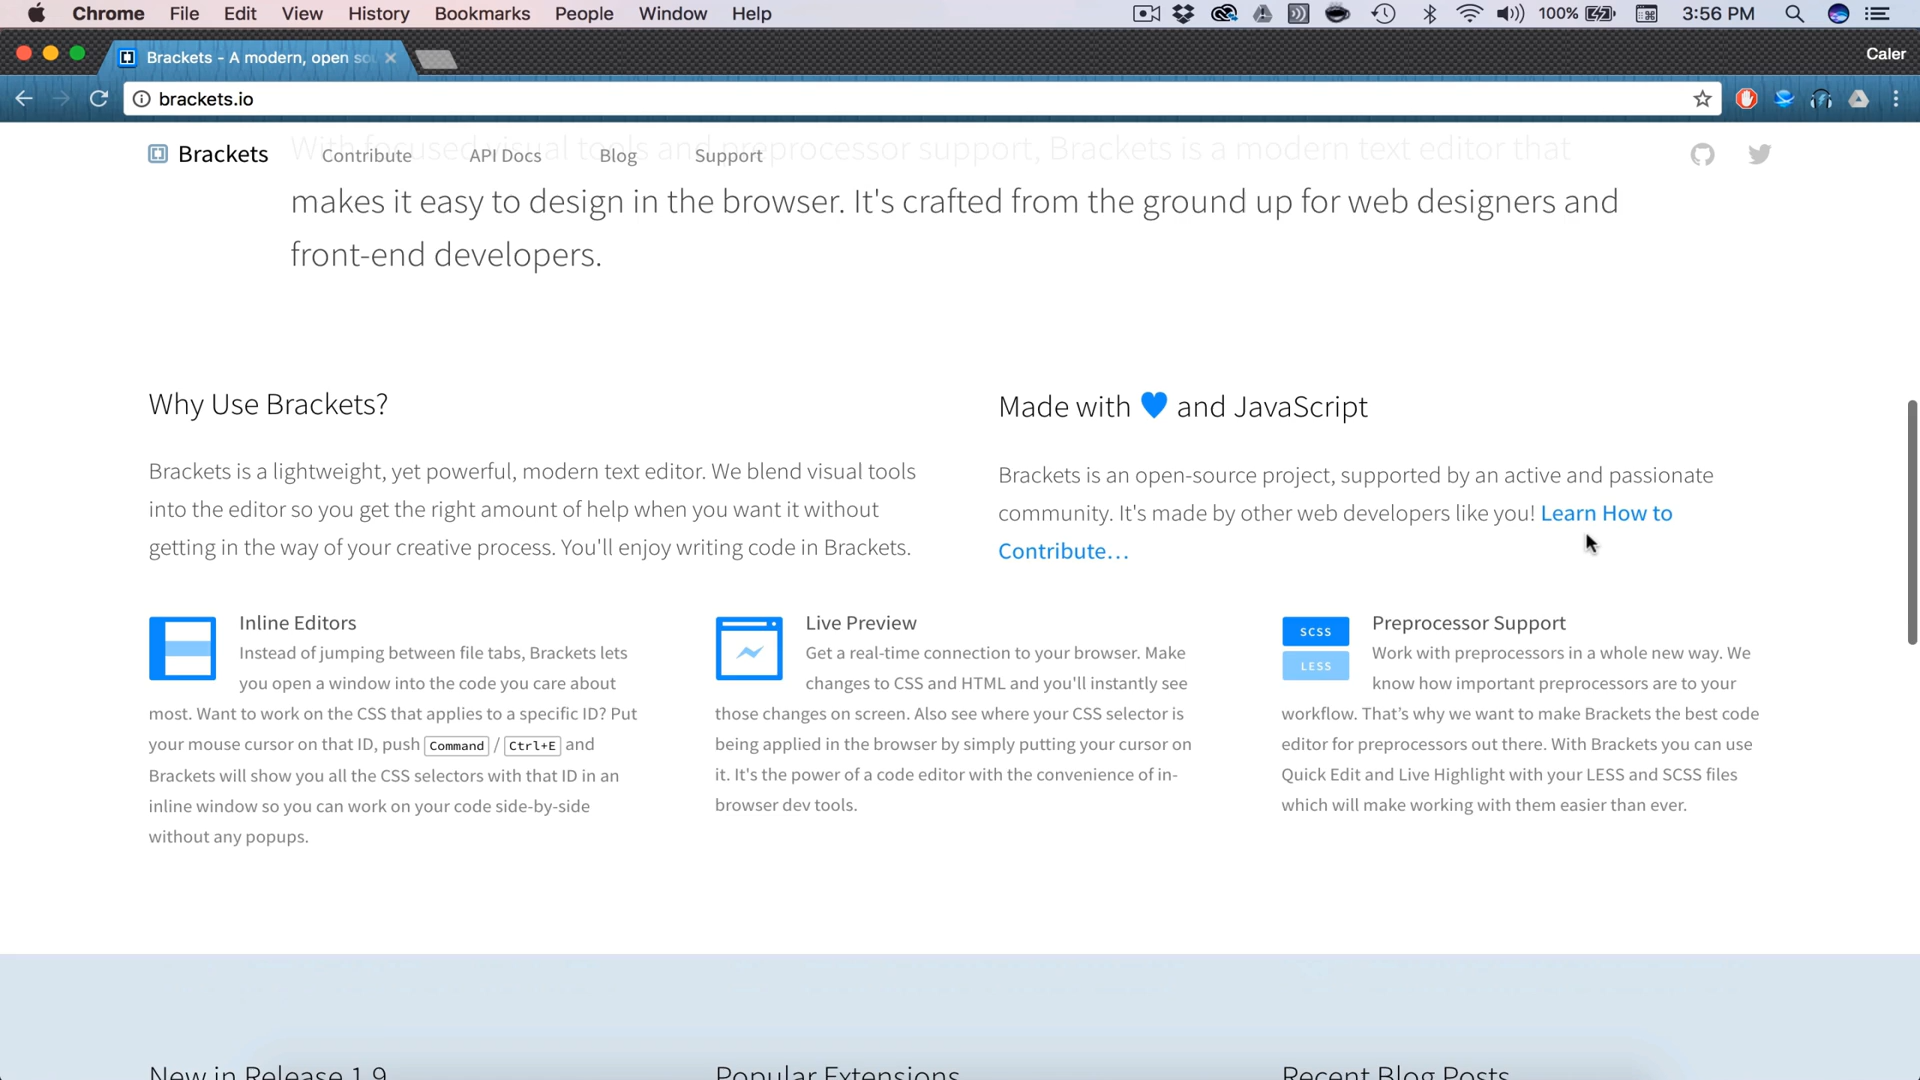 Chrome File Edit View History Bookmarks People Window Help 100% 3:56 PM
Brackets - A modern, open so
Caler
brackets.io
Brackets Contribute API Docs Blog Support
With focused visual tools and preprocessor support, Brackets is a modern text editor that
makes it easy to design in the browser. It's crafted from the ground up for web designers and
front-end developers.
Why Use Brackets?
Brackets is a lightweight, yet powerful, modern text editor. We blend visual tools
into the editor so you get the right amount of help when you want it without
getting in the way of your creative process. You'll enjoy writing code in Brackets.
Made with 💙 and JavaScript
Brackets is an open-source project, supported by an active and passionate
community. It's made by other web developers like you! Learn How to
Contribute…
Inline Editors
Instead of jumping between file tabs, Brackets lets
you open a window into the code you care about
most. Want to work on the CSS that applies to a specific ID? Put
your mouse cursor on that ID, push Command / Ctrl+E and
Brackets will show you all the CSS selectors with that ID in an
inline window so you can work on your code side-by-side
without any popups.
Live Preview
Get a real-time connection to your browser. Make
changes to CSS and HTML and you'll instantly see
those changes on screen. Also see where your CSS selector is
being applied in the browser by simply putting your cursor on
it. It's the power of a code editor with the convenience of in-
browser dev tools.
SCSS
LESS
Preprocessor Support
Work with preprocessors in a whole new way. We
know how important preprocessors are to your
workflow. That's why we want to make Brackets the best code
editor for preprocessors out there. With Brackets you can use
Quick Edit and Live Highlight with your LESS and SCSS files
which will make working with them easier than ever.
New in Release 1.9
Popular Extensions
Recent Blog Posts